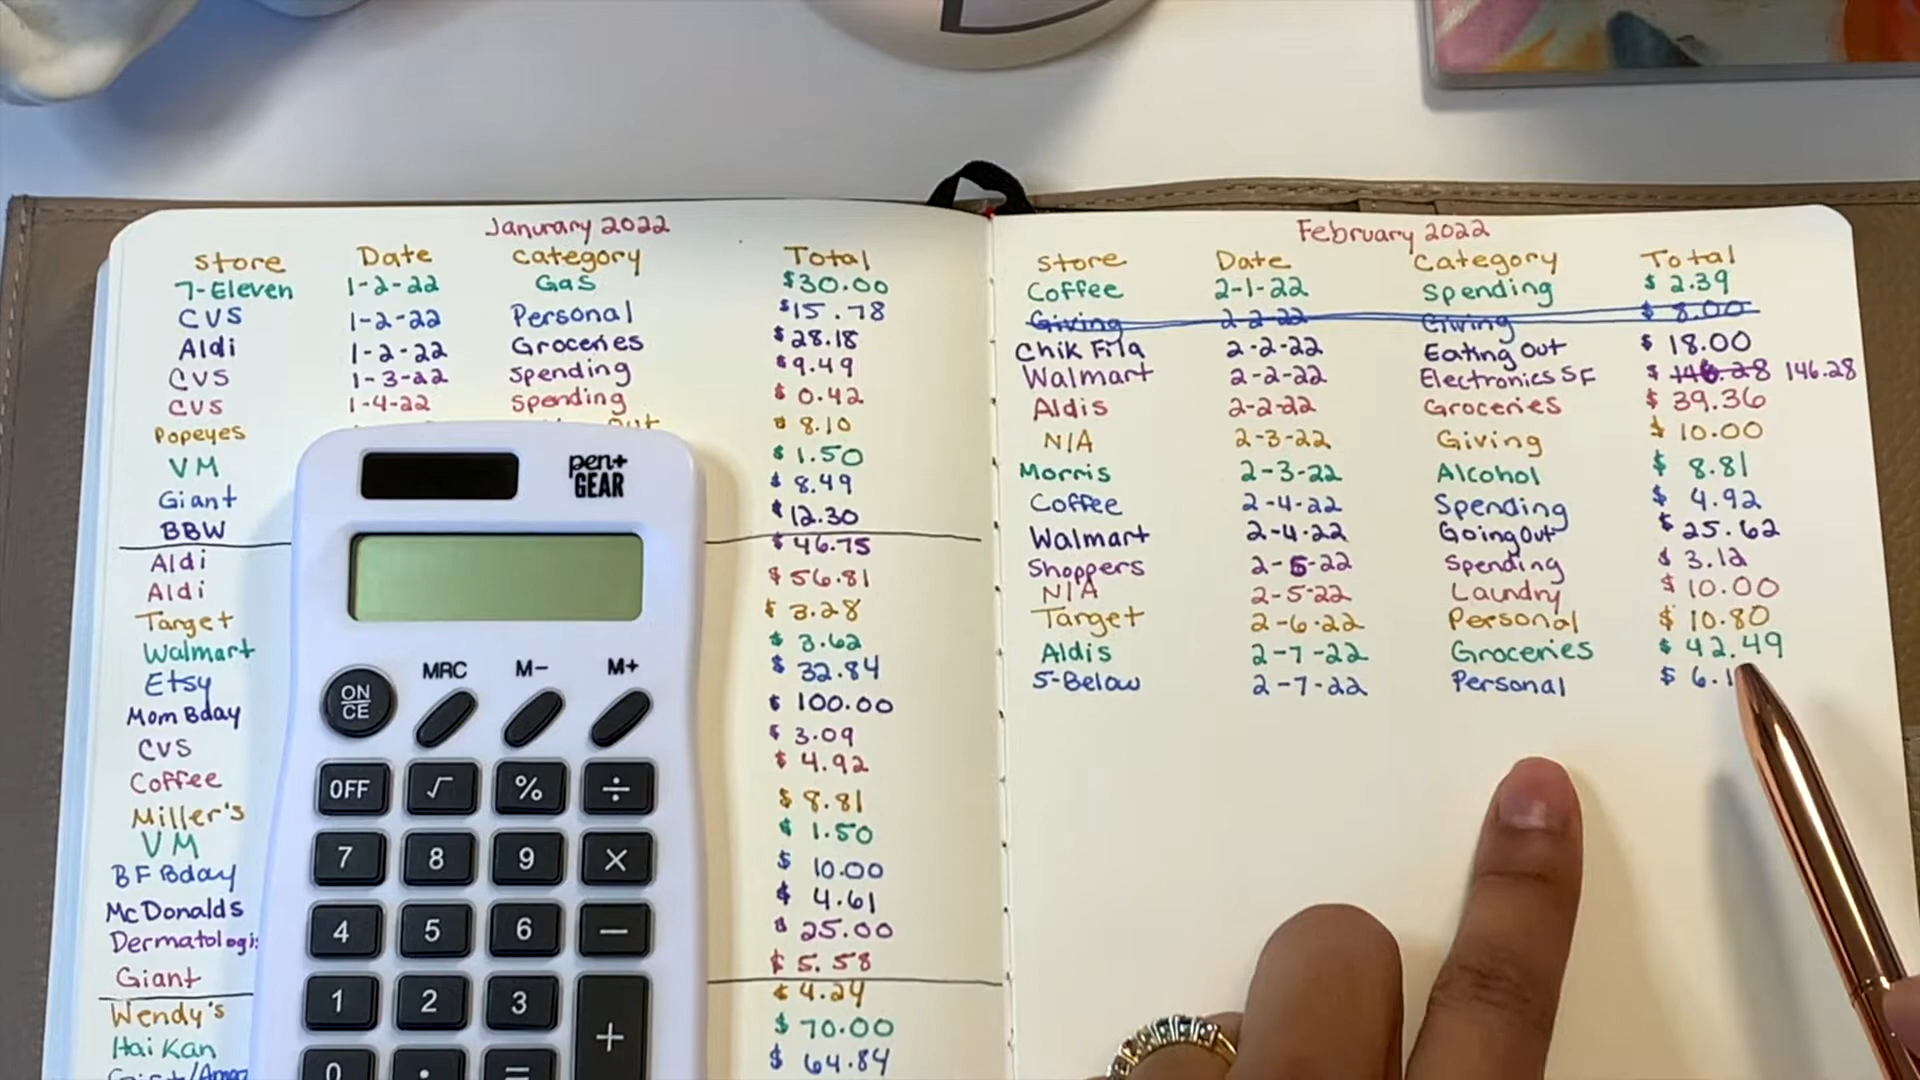 Janurary 2022
Store Date Category Total
7-Eleven 1-2-22 Gas $30.00
CVS 1-2-22 Personal $15.78
Aldi 1-2-22 Groceries $28.18
CVS 1-3-22 Spending $9.49
CVS 1-4-22 Spending $0.42
Popeyes Out $8.10
VM $1.50
Giant $8.49
BBW $12.30
Aldi $46.75
Aldi $56.81
Target $3.28
Walmart $3.62
Etsy $32.84
Mom Bday $100.00
CVS $3.09
Coffee $4.92
Miller's $8.81
VM $1.50
BF Bday $10.00
McDonalds $4.61
Dermatologi $25.00
Giant $5.58
Wendy's $4.24
Hai Kan $70.00
$64.84
February 2022
Store Date Category Total
Coffee 2-1-22 Spending $2.39
Giving 2-2-22 Giving $8.00
Chik Fila 2-2-22 Eating Out $18.00
Walmart 2-2-22 Electronics SF $146.28 146.28
Aldis 2-2-22 Groceries $39.36
N/A 2-3-22 Giving $10.00
Morris 2-3-22 Alcohol $8.81
Coffee 2-4-22 Spending $4.92
Walmart 2-4-22 Going Out $25.62
Shoppers 2-5-22 Spending $3.12
N/A 2-5-22 Laundry $10.00
Target 2-6-22 Personal $10.80
Aldis 2-7-22 Groceries $42.49
5-Below 2-7-22 Personal $6.1
pen+
GEAR
MRC M- M+
ON
CE
OFF √ % ÷
7 8 9 ×
4 5 6 −
1 2 3 +
0 . =